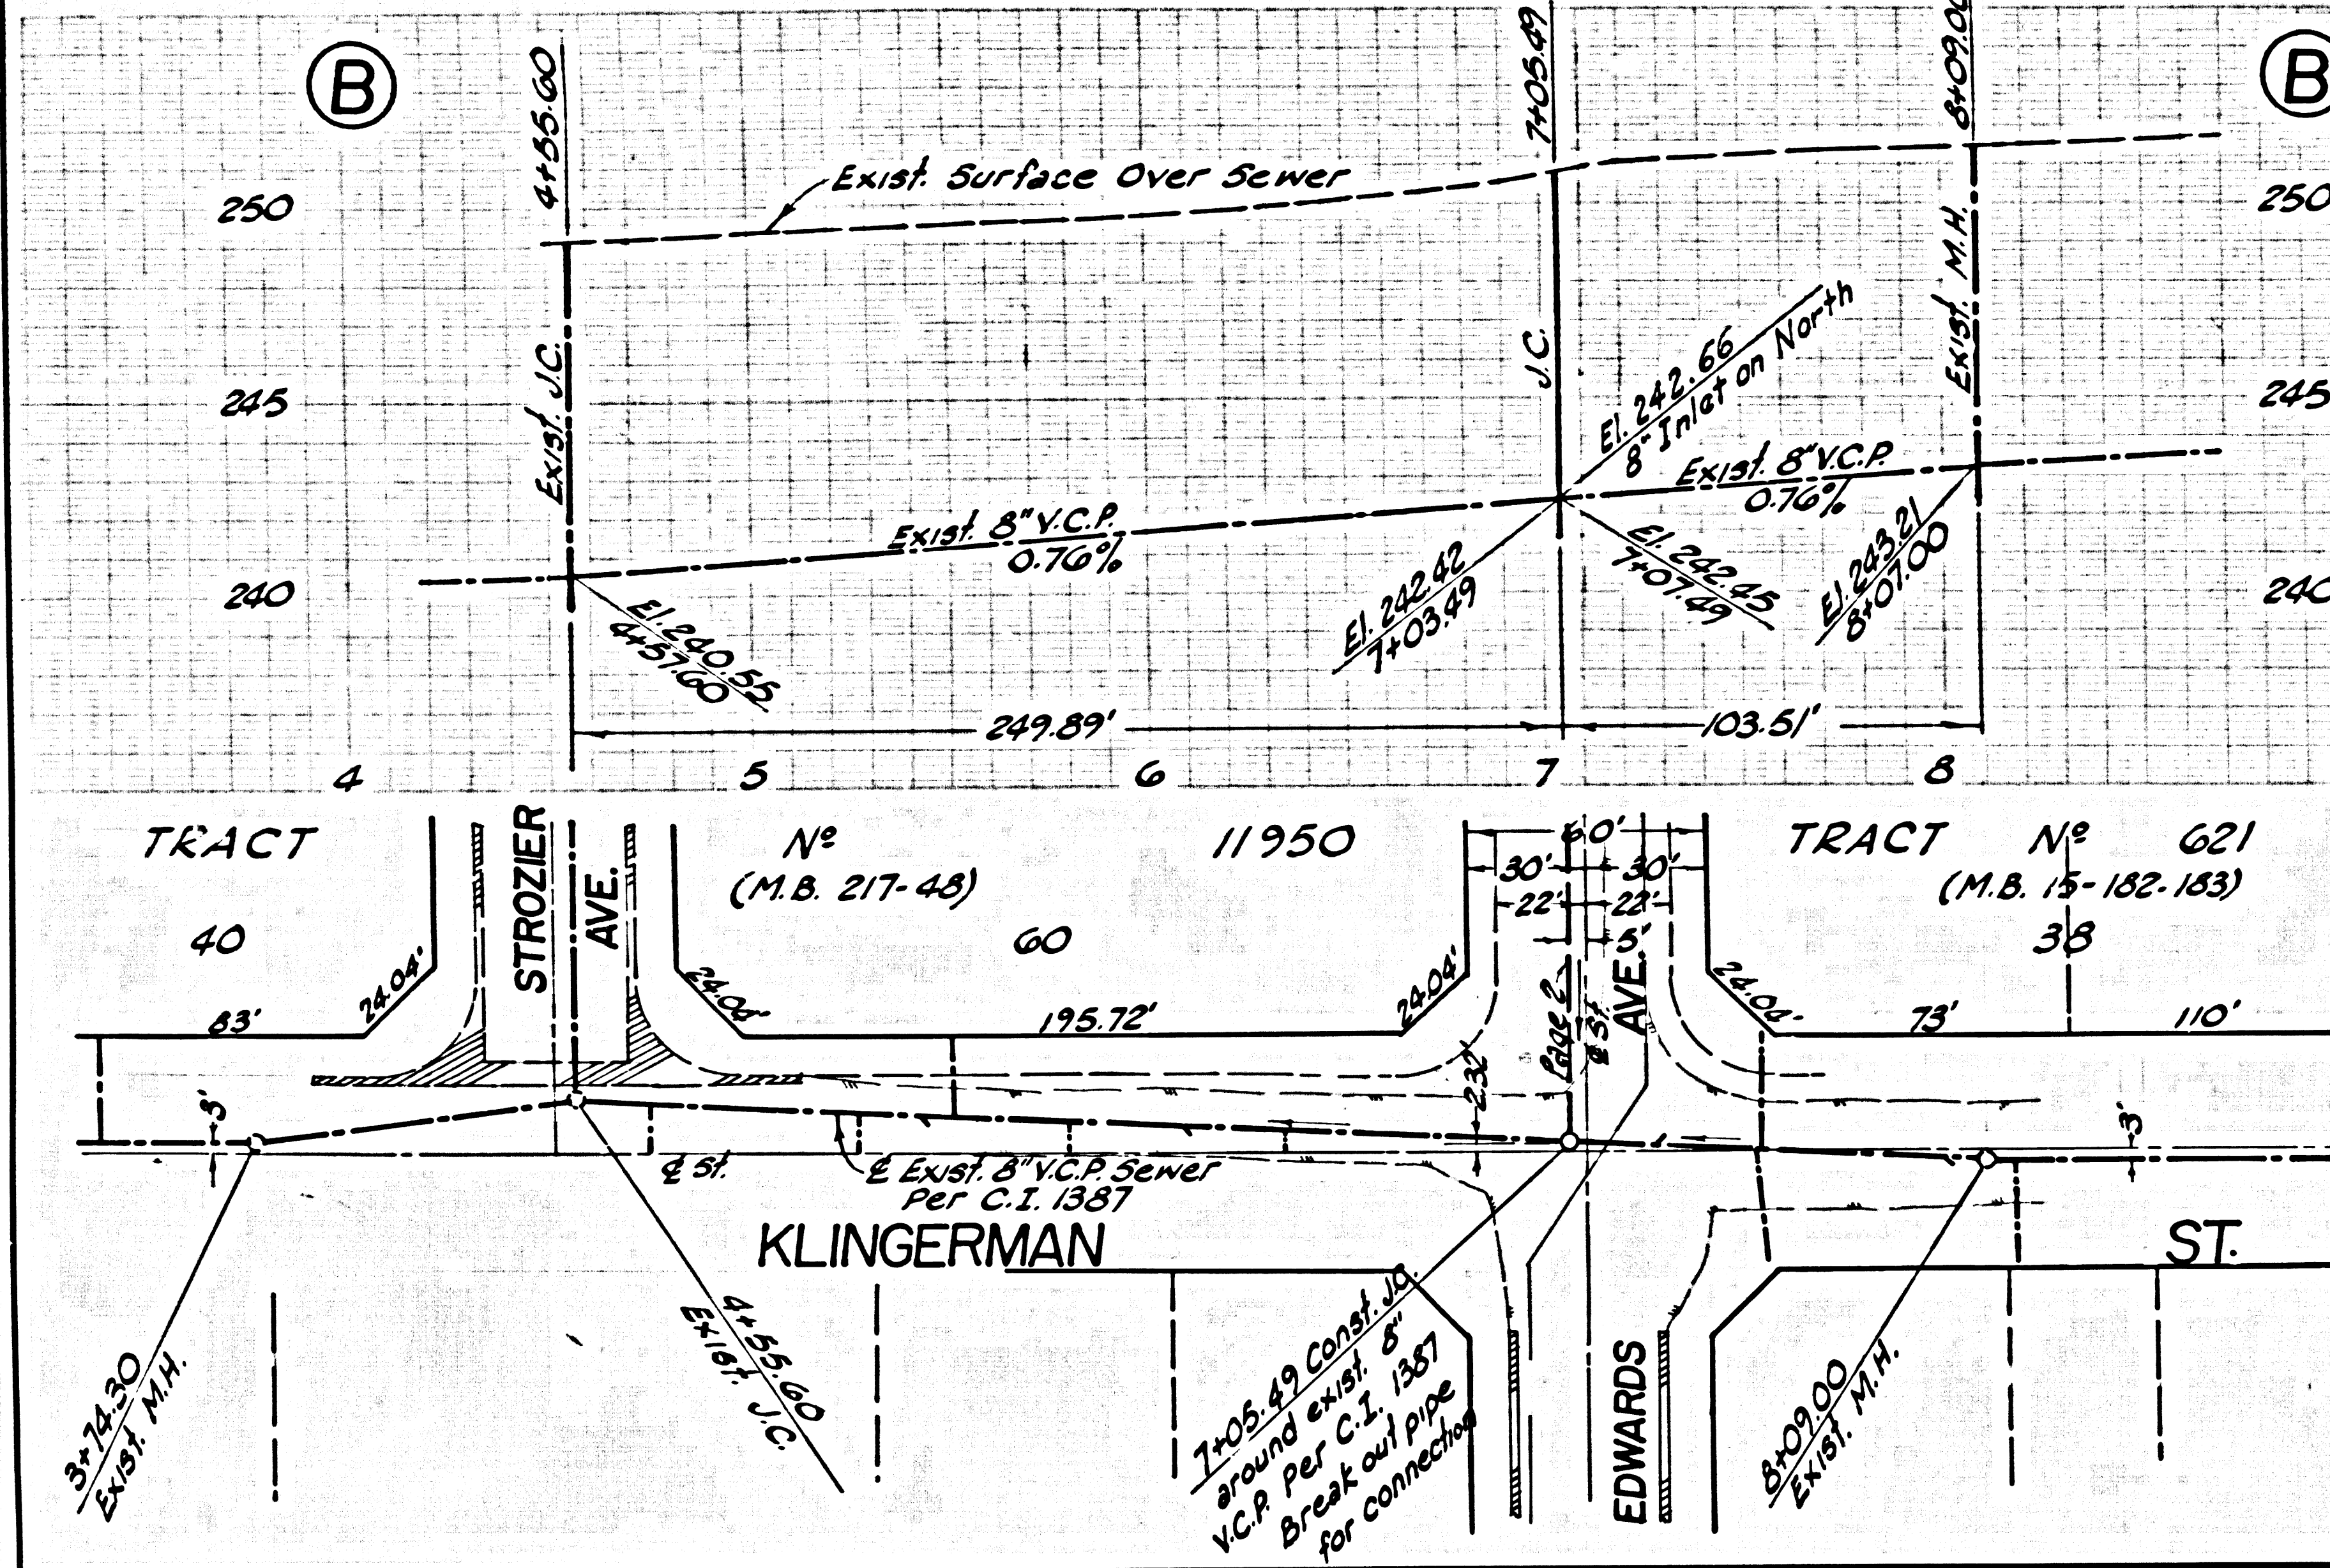 B
4+55.60
7+05.49
8+09.00
B
Exist. Surface Over Sewer
250
250
Exist. J.C.
J.C.
Exist. M.H.
245
245
El. 242.66
8" Inlet on North
Exist. 8" V.C.P.
0.76%
Exist. 8" V.C.P.
0.76%
240
240
El. 240.55
4+57.60
El. 242.42
7+03.49
El. 242.45
7+07.49
El. 243.21
8+07.00
249.89'
103.51'
4 5 6 7 8
TRACT Nº 11950
(M.B. 217-48)
TRACT Nº 621
(M.B. 15-182-183)
STROZIER
AVE.
60'
30' 30'
22' 22'
5'
40
60
38
24.04'
24.04'
24.04'
24.04'
83'
195.72'
73'
110'
Page 2
℄ St.
AVE.
2.32'
3'
3'
℄ St.
℄ Exist. 8" V.C.P. Sewer
Per C.I. 1387
KLINGERMAN ST.
3+74.30
Exist. M.H.
4+55.60
Exist. J.C.
7+05.49 Const. J.C.
around exist. 8"
V.C.P. Per C.I. 1387
Break out pipe
for connection
EDWARDS
8+09.00
Exist. M.H.